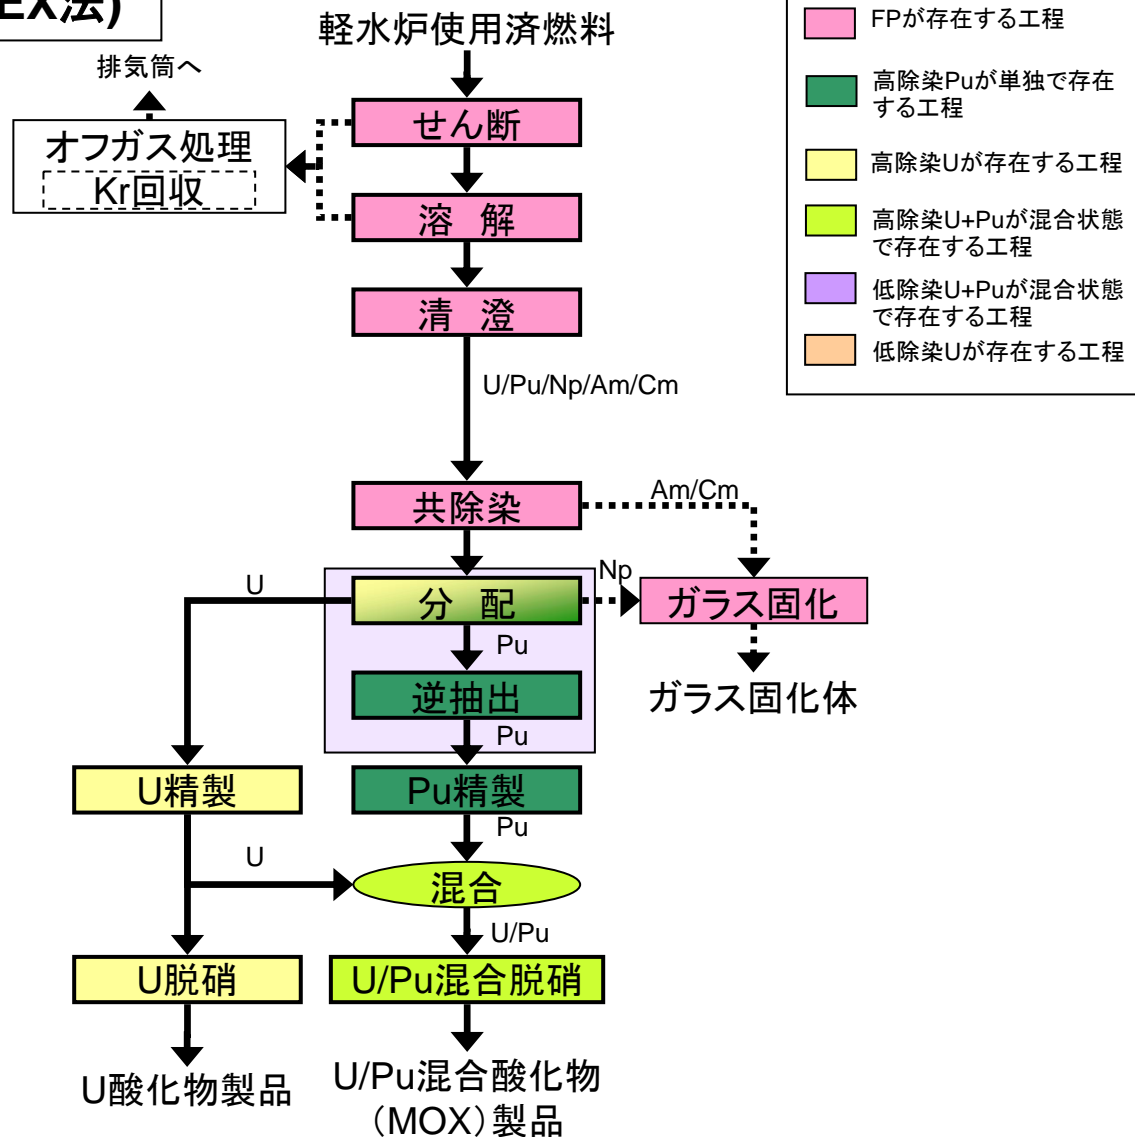 EX法)
軽水炉使用済燃料
排気筒へ
オフガス処理
Kr回収
せん断
溶 解
清 澄
U/Pu/Np/Am/Cm
共除染
Am/Cm
分 配
Np
ガラス固化
ガラス固化体
U
Pu
逆抽出
Pu
U精製
Pu精製
Pu
U
混合
U/Pu
U脱硝
U/Pu混合脱硝
U酸化物製品
U/Pu混合酸化物
（MOX）製品
FPが存在する工程
高除染Puが単独で存在
する工程
高除染Uが存在する工程
高除染U+Puが混合状態
で存在する工程
低除染U+Puが混合状態
で存在する工程
低除染Uが存在する工程